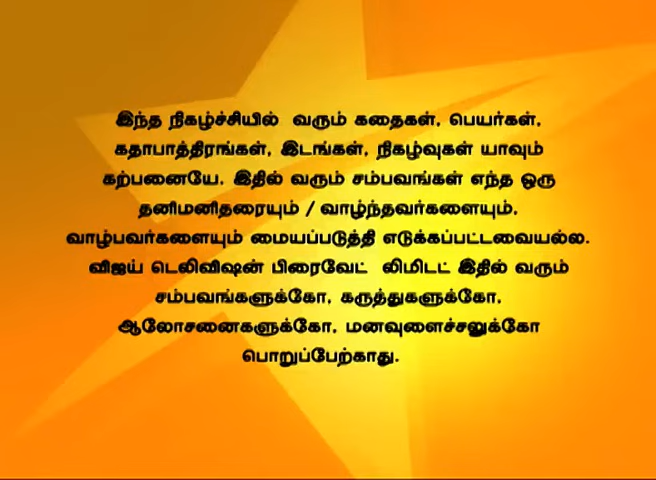 இந்த நிகழ்ச்சியில் வரும் கதைகள், பெயர்கள்,
கதாபாத்திரங்கள், இடங்கள், நிகழ்வுகள் யாவும்
கற்பனையே. இதில் வரும் சம்பவங்கள் எந்த ஒரு
தனிமனிதரையும் / வாழ்ந்தவர்களையும்,
வாழ்பவர்களையும் மையப்படுத்தி எடுக்கப்பட்டவையல்ல.
விஜய் டெலிவிஷன் பிரைவேட் லிமிடட் இதில் வரும்
சம்பவங்களுக்கோ, கருத்துகளுக்கோ,
ஆலோசனைகளுக்கோ, மனவுளைச்சலுக்கோ
பொறுப்பேற்காது.